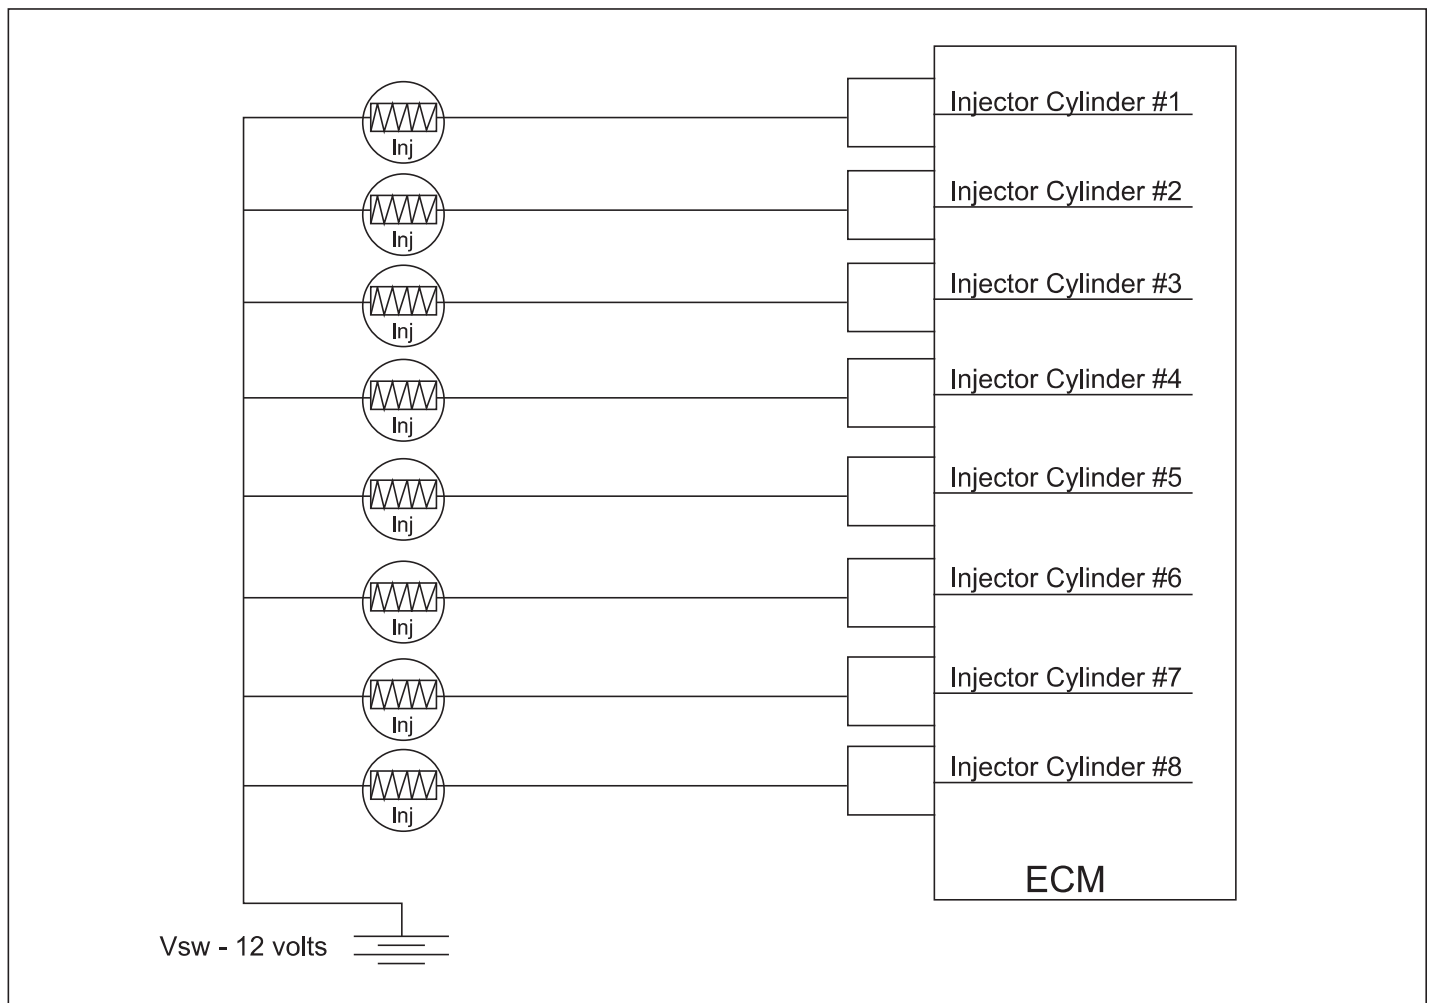 Injector Cylinder #1
Inj
Injector Cylinder #2
Inj
Injector Cylinder #3
Inj
Injector Cylinder #4
Inj
Injector Cylinder #5
Inj
Injector Cylinder #6
Inj
Injector Cylinder #7
Inj
Injector Cylinder #8
Inj
ECM
Vsw - 12 volts